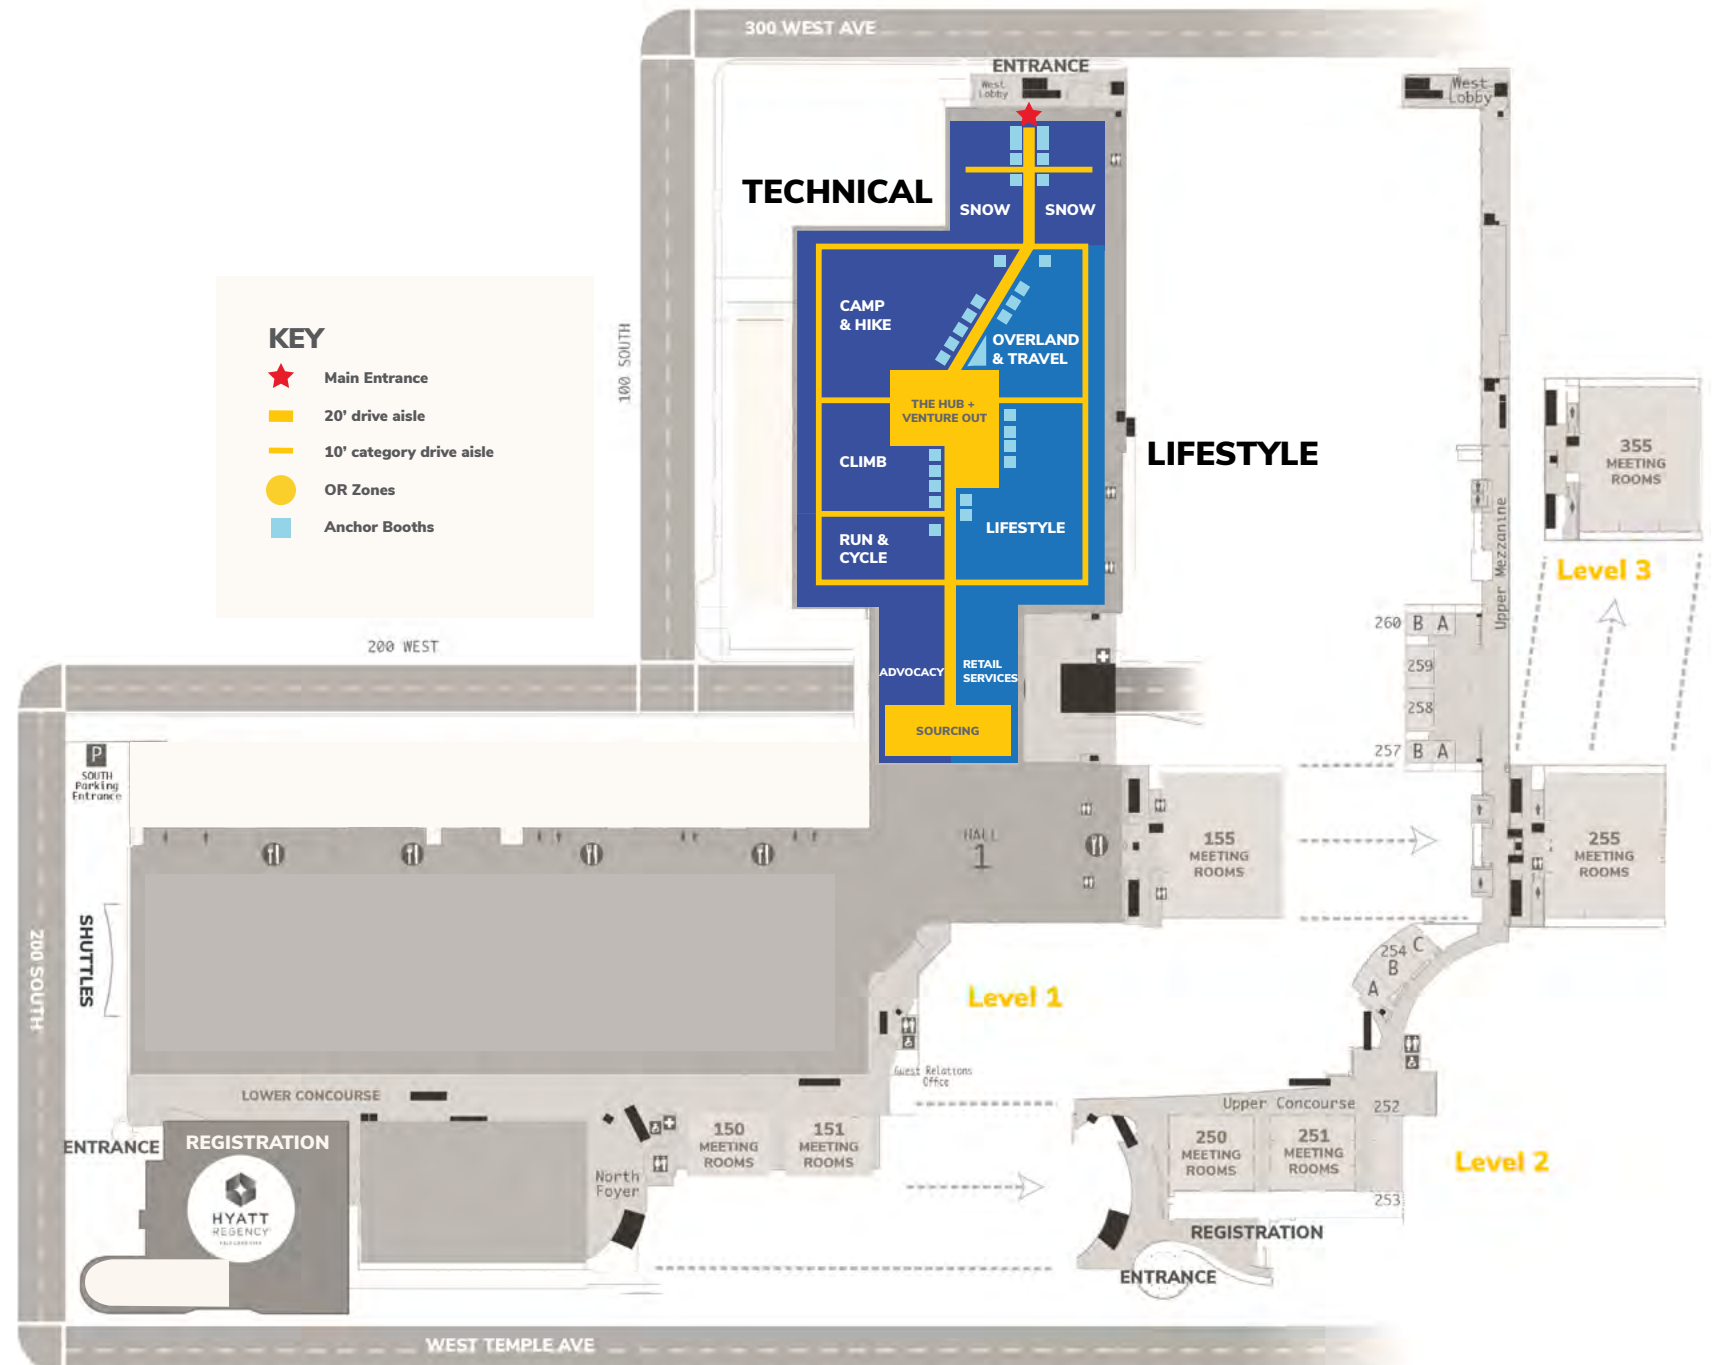 300 WEST AVE
ENTRANCE
West
Lobby
West
Lobby
TECHNICAL
SNOW
SNOW
CAMP
& HIKE
OVERLAND
& TRAVEL
THE HUB +
VENTURE OUT
CLIMB
LIFESTYLE
RUN &
CYCLE
LIFESTYLE
ADVOCACY
RETAIL
SERVICES
SOURCING
KEY
Main Entrance
20' drive aisle
10' category drive aisle
OR Zones
Anchor Booths
100 SOUTH
200 WEST
355
MEETING
ROOMS
Level 3
Upper Mezzanine
260 B A
259
258
257 B A
P
SOUTH
Parking
Entrance
HALL
1
155
MEETING
ROOMS
255
MEETING
ROOMS
SHUTTLES
200 SOUTH
254 C
B
A
Level 1
Guest Relations
Office
LOWER CONCOURSE
Upper Concourse
252
ENTRANCE
REGISTRATION
HYATT
REGENCY
150
MEETING
ROOMS
151
MEETING
ROOMS
North
Foyer
250
MEETING
ROOMS
251
MEETING
ROOMS
Level 2
253
REGISTRATION
ENTRANCE
WEST TEMPLE AVE